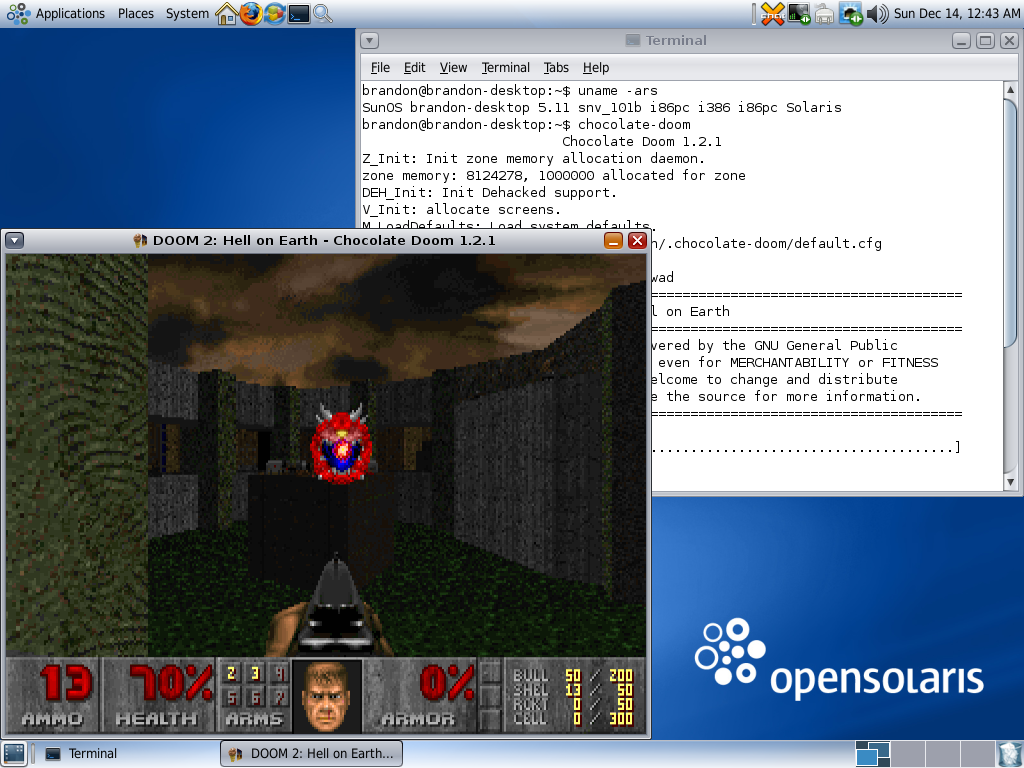 Applications Places System
Sun Dec 14, 12:43 AM
Terminal
File Edit View Terminal Tabs Help
brandon@brandon-desktop:~$ uname -ars
SunOS brandon-desktop 5.11 snv_101b i86pc i386 i86pc Solaris
brandon@brandon-desktop:~$ chocolate-doom
Chocolate Doom 1.2.1
Z_Init: Init zone memory allocation daemon.
zone memory: 8124278, 1000000 allocated for zone
DEH_Init: Init Dehacked support.
V_Init: allocate screens.
M_LoadDefaults: Load system defaults.
n/.chocolate-doom/default.cfg
wad
===========================================
l on Earth
===========================================
vered by the GNU General Public
even for MERCHANTABILITY or FITNESS
elcome to change and distribute
e the source for more information.
===========================================
......................................]
DOOM 2: Hell on Earth - Chocolate Doom 1.2.1
13 70% 2 3 4 0% BULL 50 / 200
SHEL 13 / 50
5 6 7 RCKT 0 / 50
AMMO HEALTH ARMS ARMOR CELL 0 / 300
opensolaris
Terminal DOOM 2: Hell on Earth...